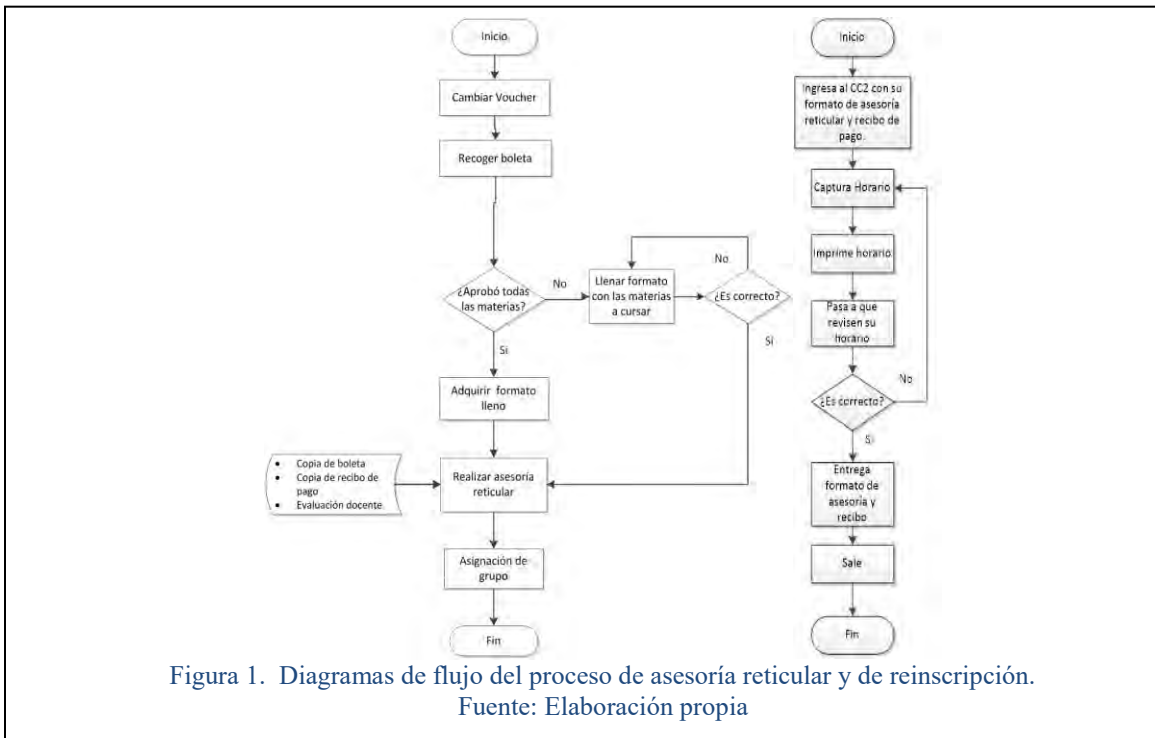 Inicio
Cambiar Voucher
Recoger boleta
¿Aprobó todas
las materias?
No
Llenar formato
con las materias
a cursar
No
¿Es correcto?
Sí
Si
Adquirir formato
lleno
• Copia de boleta
• Copia de recibo de
pago
• Evaluación docente
Realizar asesoría
reticular
Asignación de
grupo
Fin
Inicio
Ingresa al CC2 con su
formato de asesoría
reticular y recibo de
pago.
Captura Horario
Imprime horario
Pasa a que
revisen su
horario
No
¿Es correcto?
Si
Entrega
formato de
asesoría y
recibo
Sale
Fin
Figura 1. Diagramas de flujo del proceso de asesoría reticular y de reinscripción.
Fuente: Elaboración propia